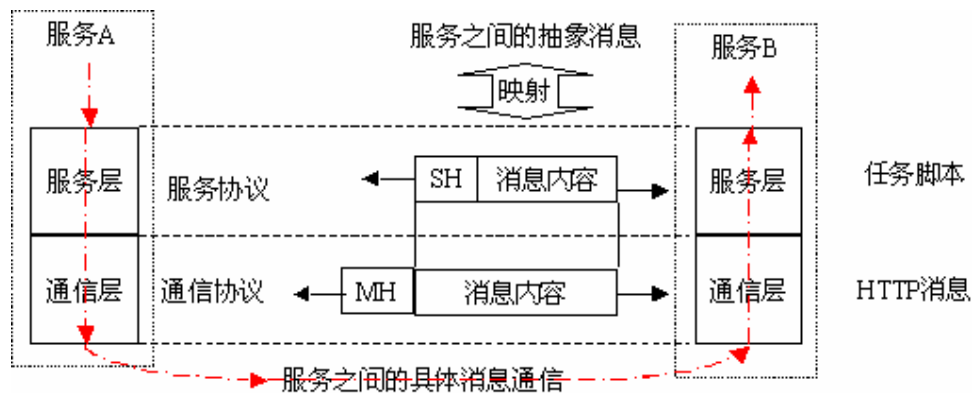 服务A
服务之间的抽象消息
服务B
映射
服务层
服务协议
SH
消息内容
服务层
任务脚本
通信层
通信协议
MH
消息内容
通信层
HTTP消息
服务之间的具体消息通信